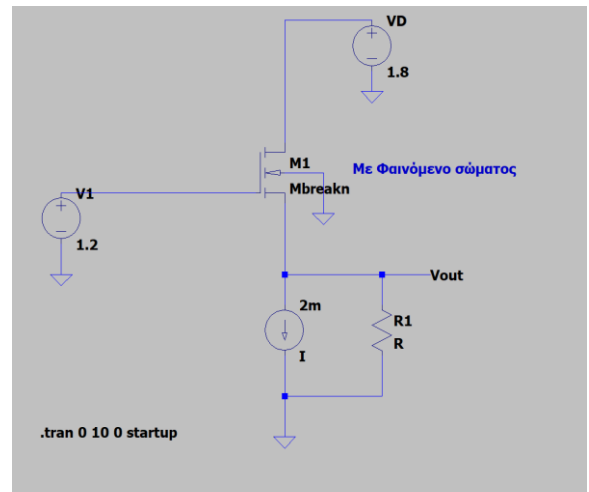 VD
1.8
M1
Mbreakn
Με Φαινόμενο σώματος
V1
1.2
Vout
2m
I
R1
R
.tran 0 10 0 startup